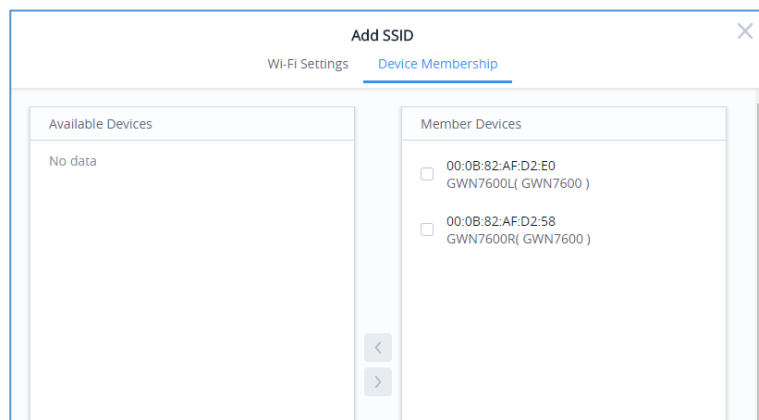 Add SSID
Wi-Fi Settings
Device Membership
Available Devices
No data
Member Devices
00:0B:82:AF:D2:E0
GWN7600L( GWN7600 )
00:0B:82:AF:D2:58
GWN7600R( GWN7600 )